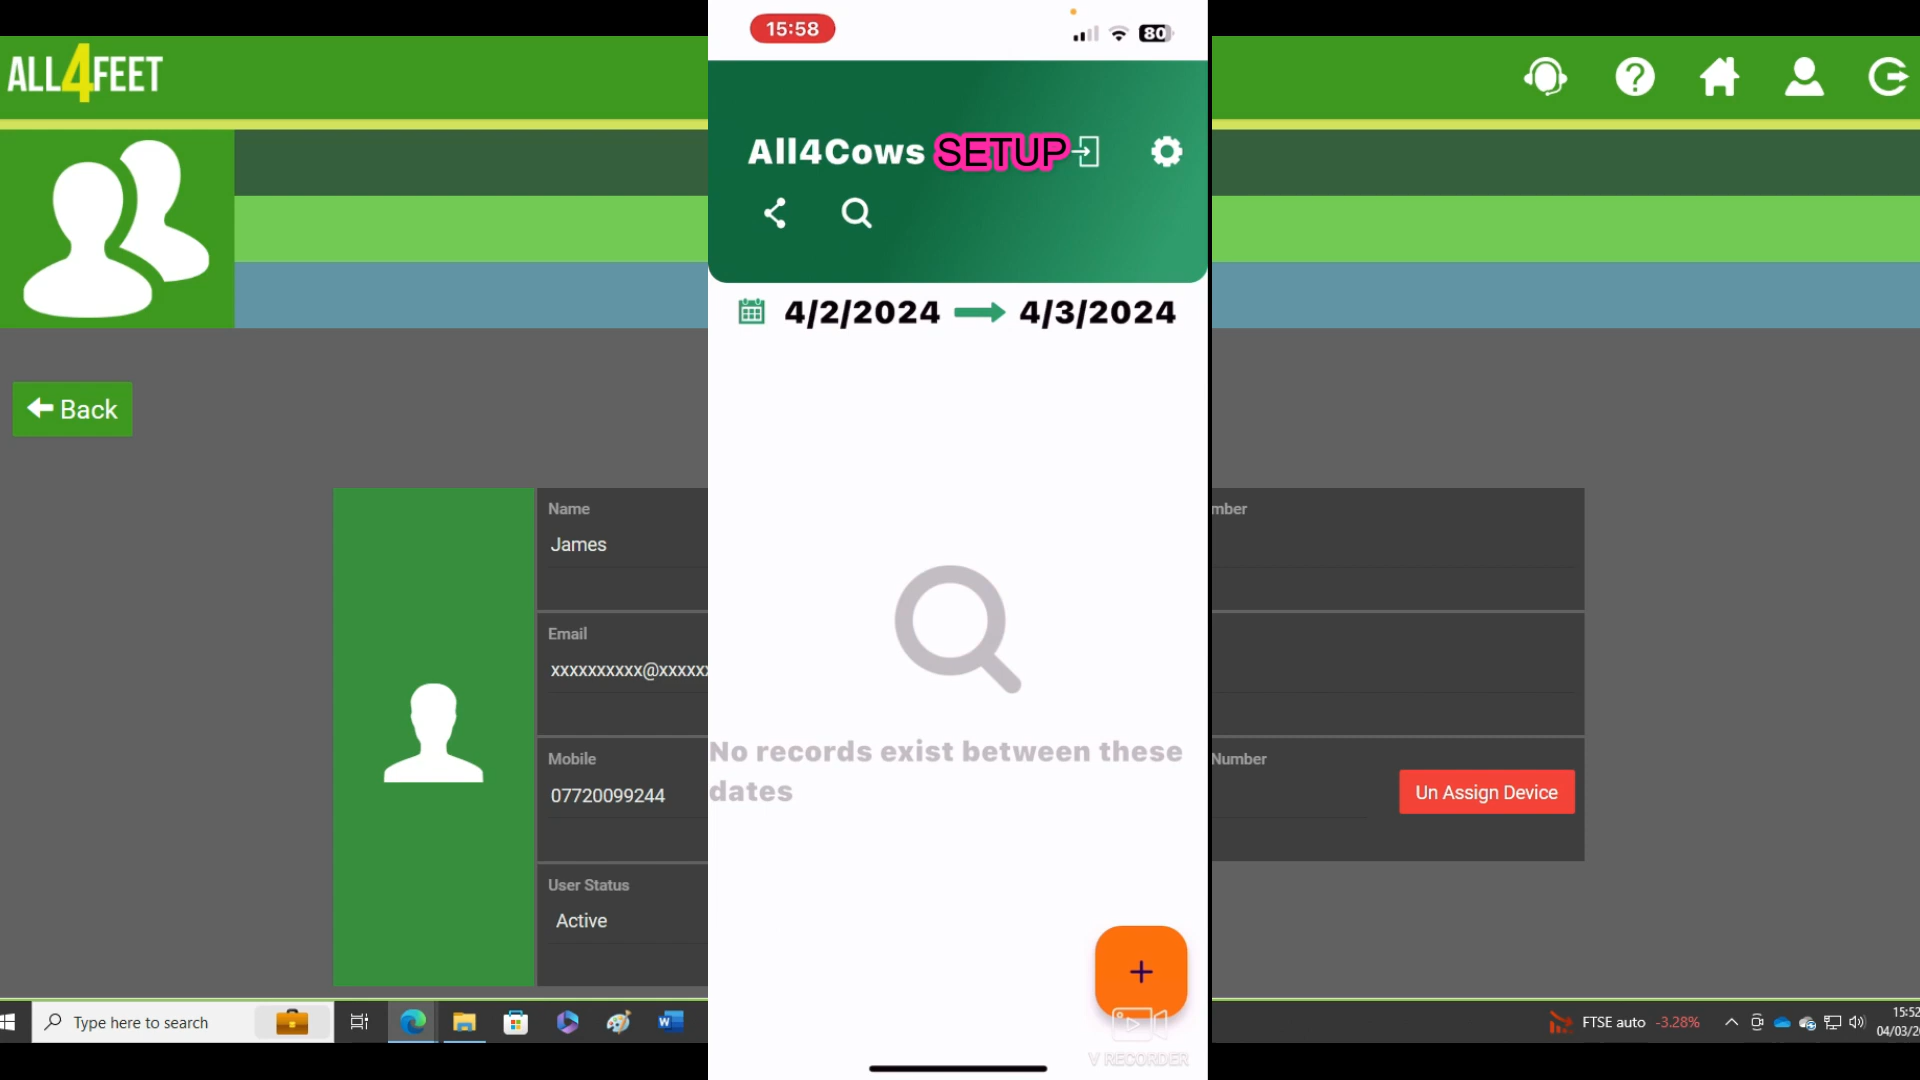 15:58
80
ALL4FEET
All4Cows SETUP
4/2/2024 4/3/2024
Back
Name
James
mber
Email
xxxxxxxxxx@xxxxxx
No records exist between these
dates
Mobile
07720099244
Number
Un Assign Device
User Status
Active
+
Type here to search
FTSE auto -3.28%
15:52
04/03/20
V RECORDER